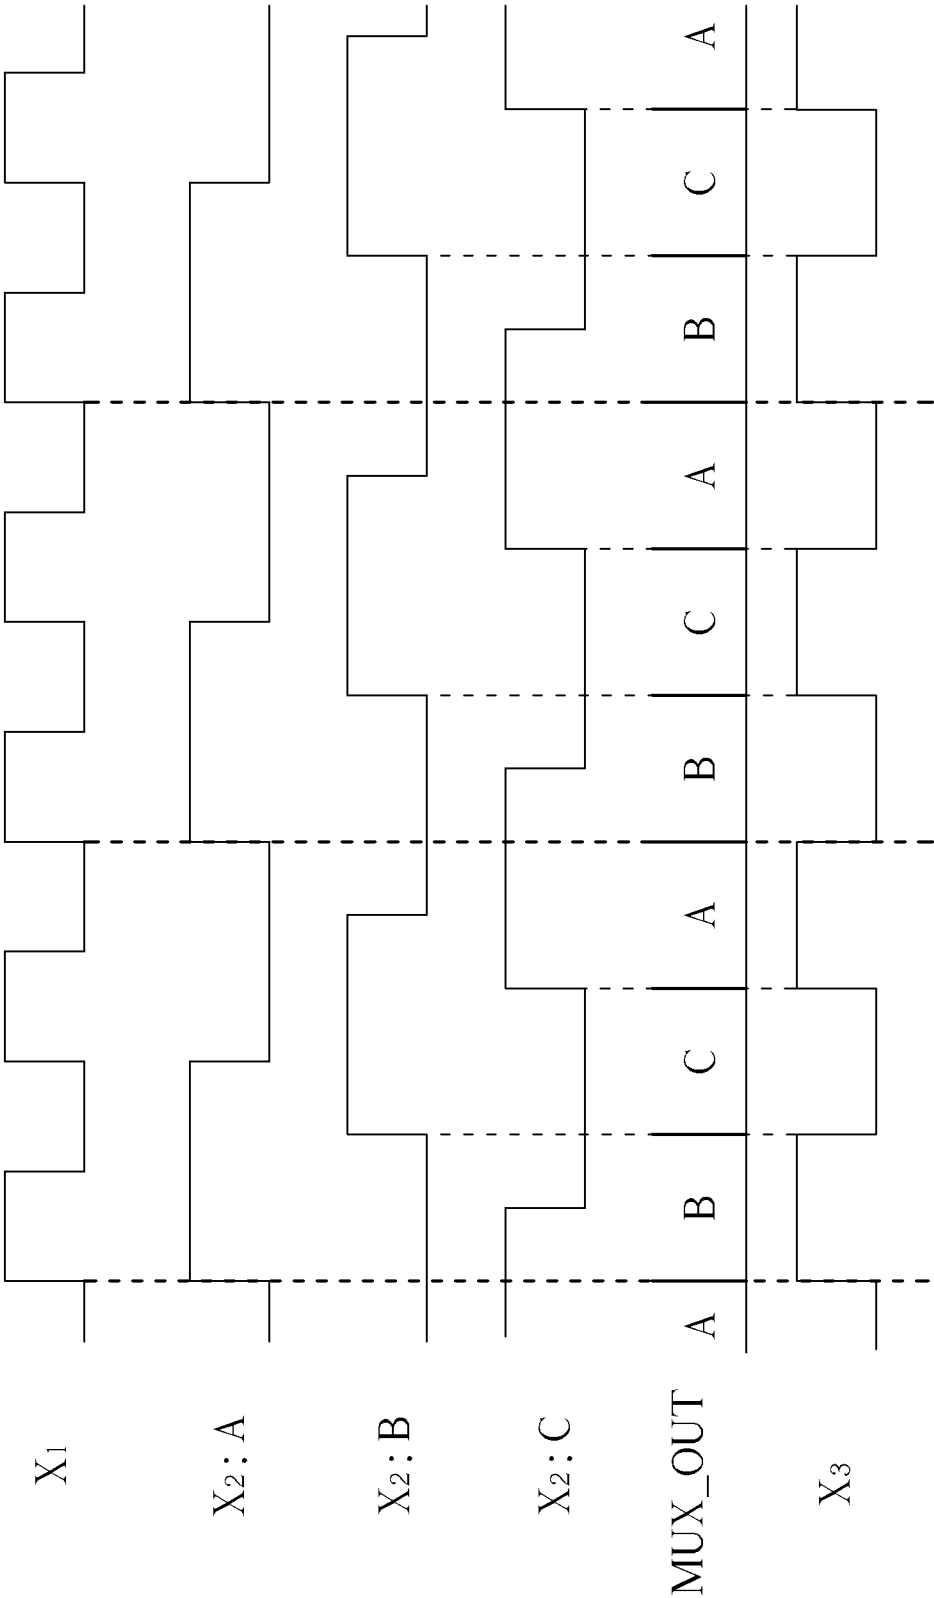 X₁
X₂: A
X₂: B
X₂: C
MUX_OUT A B C A B C A B C A
X₃